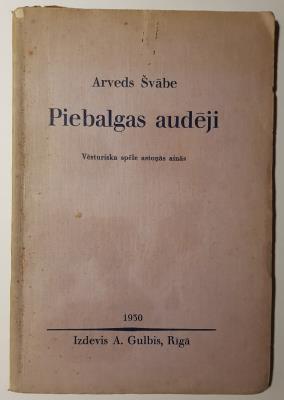 Arveds Švābe
Piebalgas audēji
Vēsturiska spēle astoņās ainās
1930
Izdevis A. Gulbis, Rīgā